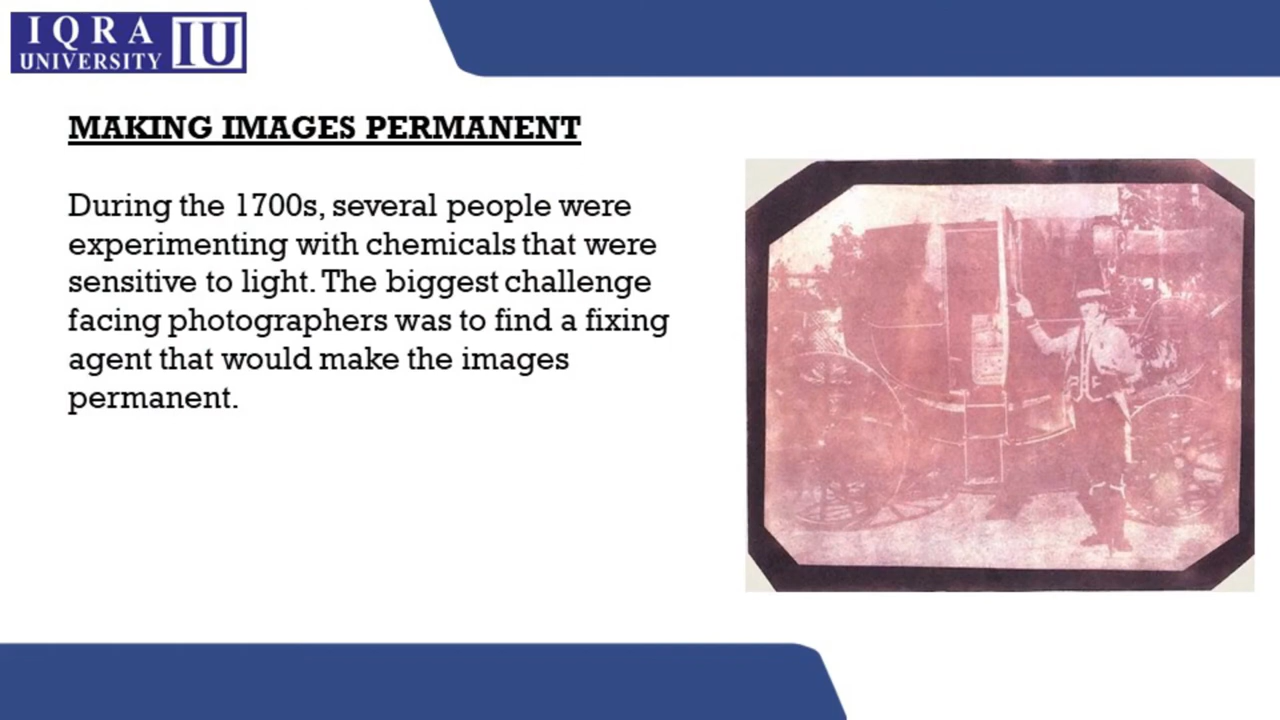 IQRA
UNIVERSITY IU
MAKING IMAGES PERMANENT
During the 1700s, several people were
experimenting with chemicals that were
sensitive to light. The biggest challenge
facing photographers was to find a fixing
agent that would make the images
permanent.